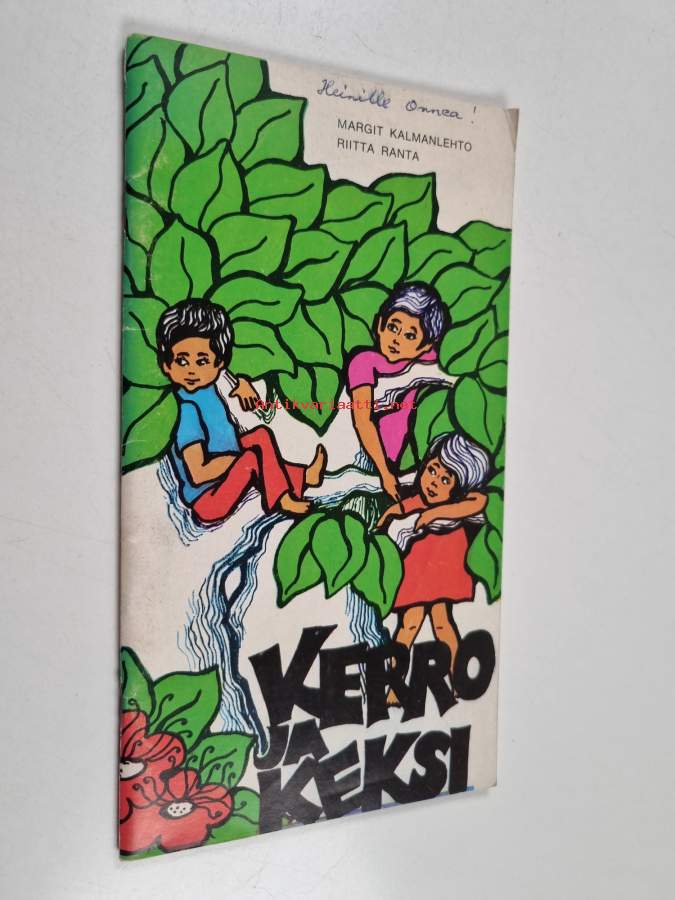 Heinille Onnea!
MARGIT KALMANLEHTO
RIITTA RANTA
Antikvariaatti.net
KERRO
JA
KEKSI